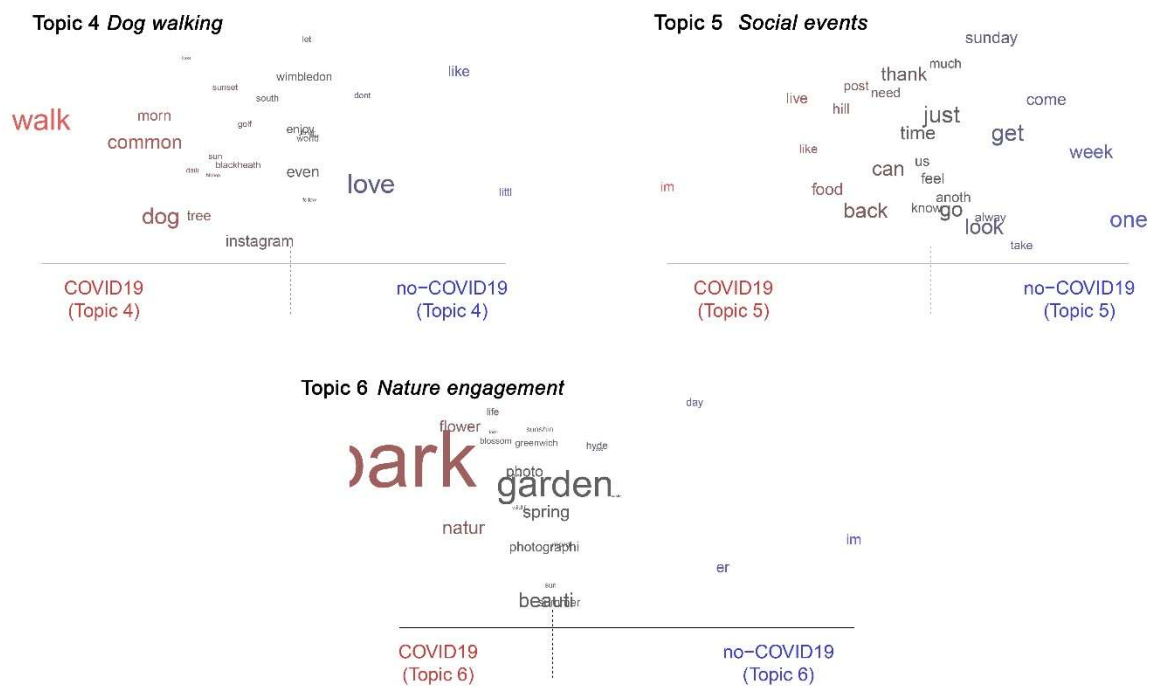 Topic 4 Dog walking
let
wimbledon
like
sunset
south
dont
walk
morn
golf
enjoy
common
world
sun
blackheath
even
love
littl
dog
tree
instagram
COVID19
(Topic 4)
no−COVID19
(Topic 4)
Topic 5 Social events
sunday
much
thank
post
need
live
hill
come
just
time
get
like
us
week
can
feel
im
food
anoth
back
know
go
alway
look
one
take
COVID19
(Topic 5)
no−COVID19
(Topic 5)
Topic 6 Nature engagement
day
life
flower
sunshin
blossom
greenwich
hyde
park
photo
garden
spring
natur
photographi
im
er
sun
beauti
summer
COVID19
(Topic 6)
no−COVID19
(Topic 6)